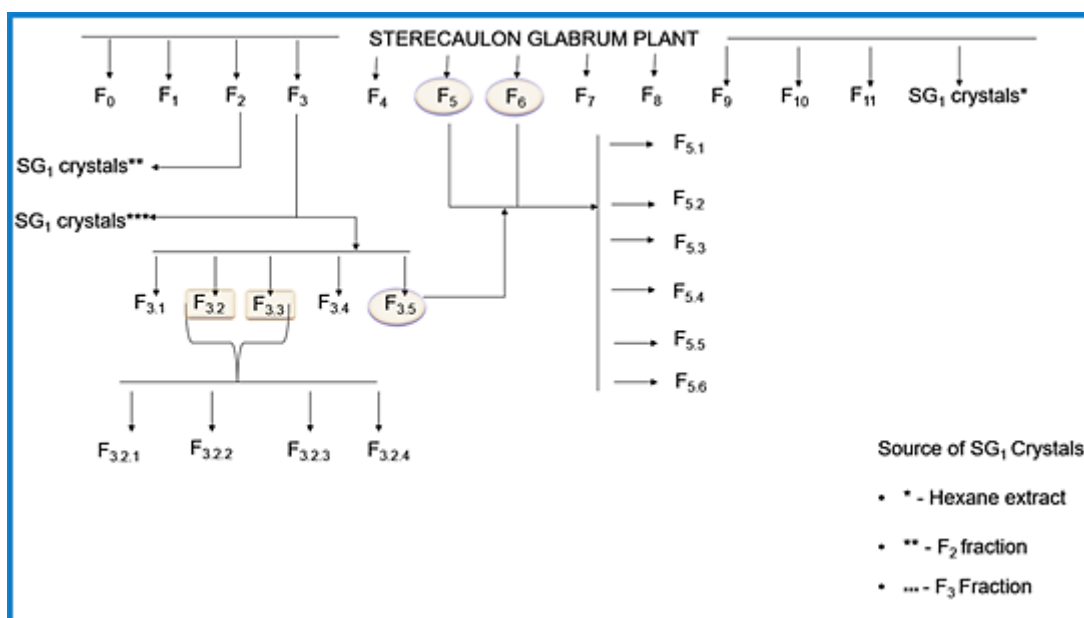 STERECAULON GLABRUM PLANT
F₀ F₁ F₂ F₃ F₄ F₅ F₆ F₇ F₈ F₉ F₁₀ F₁₁ SG₁ crystals*
F₅.₁
SG₁ crystals**
F₅.₂
SG₁ crystals***
F₅.₃
F₃.₁ F₃.₂ F₃.₃ F₃.₄ F₃.₅
F₅.₄
F₅.₅
F₅.₆
F₃.₂.₁ F₃.₂.₂ F₃.₂.₃ F₃.₂.₄
Source of SG₁ Crystals
• * - Hexane extract
• ** - F₂ fraction
• *** - F₃ Fraction